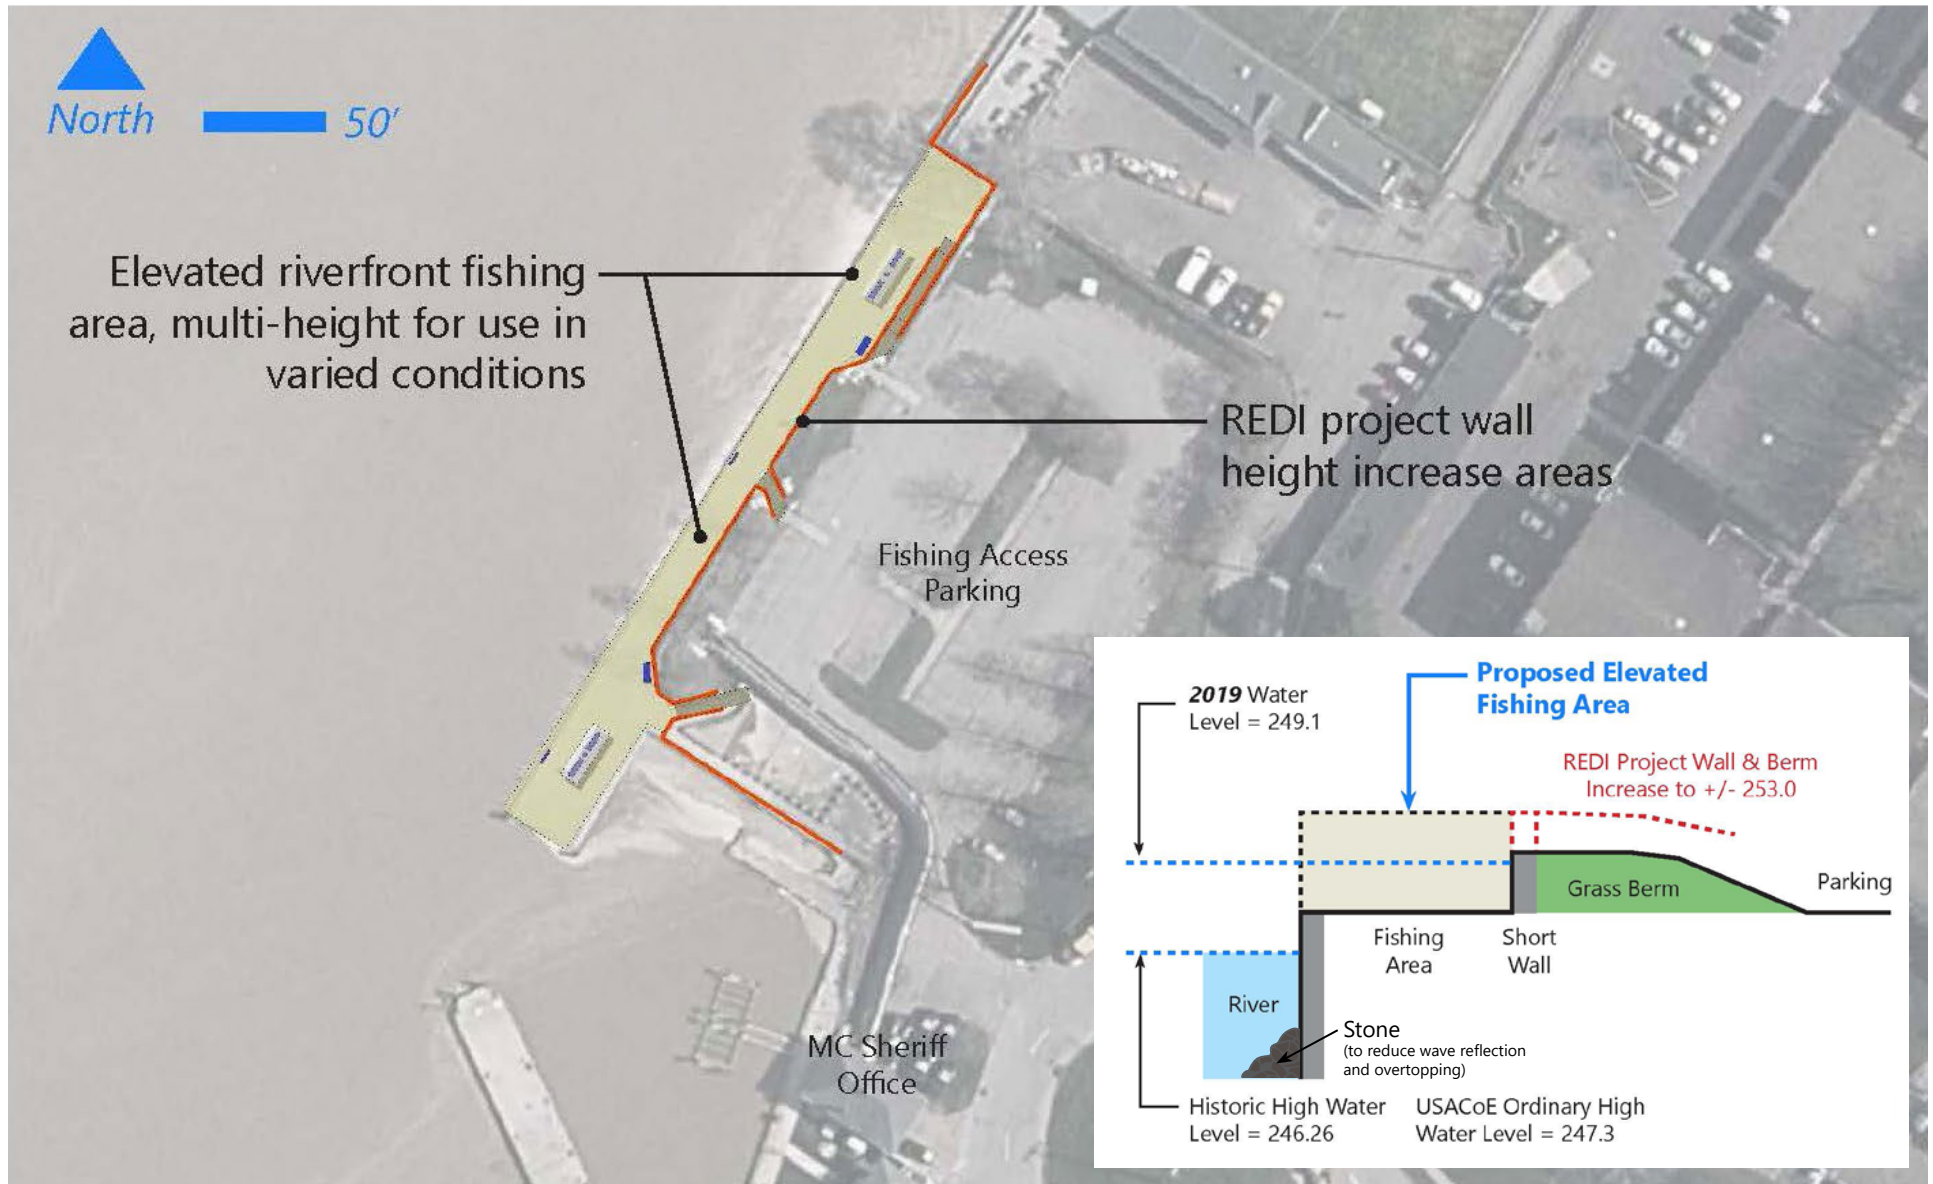 North
50'
Elevated riverfront fishing
area, multi-height for use in
varied conditions
REDI project wall
height increase areas
Fishing Access
Parking
MC Sheriff
Office
2019 Water
Level = 249.1
Proposed Elevated
Fishing Area
REDI Project Wall & Berm
Increase to +/- 253.0
Grass Berm
Parking
Fishing
Area
Short
Wall
River
Stone
(to reduce wave reflection
and overtopping)
Historic High Water
Level = 246.26
USACoE Ordinary High
Water Level = 247.3